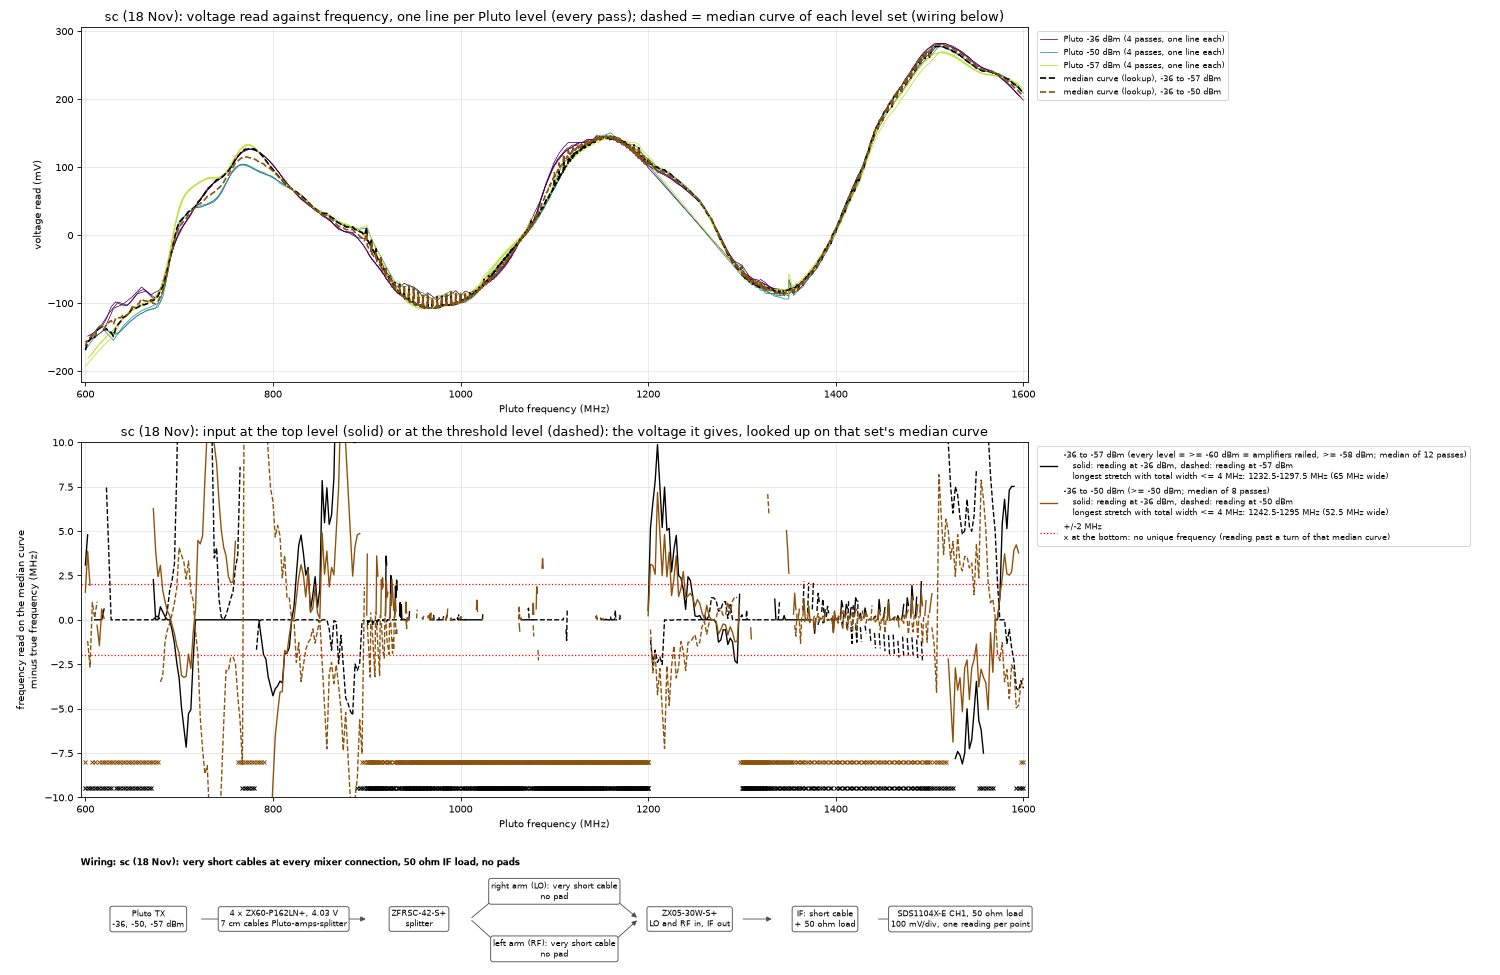 sc (18 Nov): voltage read against frequency, one line per Pluto level (every pass); dashed = median curve of each level set (wiring below)
300
200
100
0
−100
−200
voltage read (mV)
600
800
1000
1200
1400
1600
Pluto frequency (MHz)
Pluto -36 dBm (4 passes, one line each)
Pluto -50 dBm (4 passes, one line each)
Pluto -57 dBm (4 passes, one line each)
median curve (lookup), -36 to -57 dBm
median curve (lookup), -36 to -50 dBm
sc (18 Nov): input at the top level (solid) or at the threshold level (dashed): the voltage it gives, looked up on that set's median curve
10.0
7.5
5.0
2.5
0.0
−2.5
−5.0
−7.5
−10.0
frequency read on the median curve
minus true frequency (MHz)
600
800
1000
1200
1400
1600
Pluto frequency (MHz)
-36 to -57 dBm (every level = >= -60 dBm = amplifiers railed, >= -58 dBm; median of 12 passes)
solid: reading at -36 dBm, dashed: reading at -57 dBm
longest stretch with total width <= 4 MHz: 1232.5-1297.5 MHz (65 MHz wide)
-36 to -50 dBm (>= -50 dBm; median of 8 passes)
solid: reading at -36 dBm, dashed: reading at -50 dBm
longest stretch with total width <= 4 MHz: 1242.5-1295 MHz (52.5 MHz wide)
+/-2 MHz
x at the bottom: no unique frequency (reading past a turn of that median curve)
Wiring: sc (18 Nov): very short cables at every mixer connection, 50 ohm IF load, no pads
Pluto TX
-36, -50, -57 dBm
4 x ZX60-P162LN+, 4.03 V
7 cm cables Pluto-amps-splitter
ZFRSC-42-S+
splitter
right arm (LO): very short cable
no pad
left arm (RF): very short cable
no pad
ZX05-30W-S+
LO and RF in, IF out
IF: short cable
+ 50 ohm load
SDS1104X-E CH1, 50 ohm load
100 mV/div, one reading per point